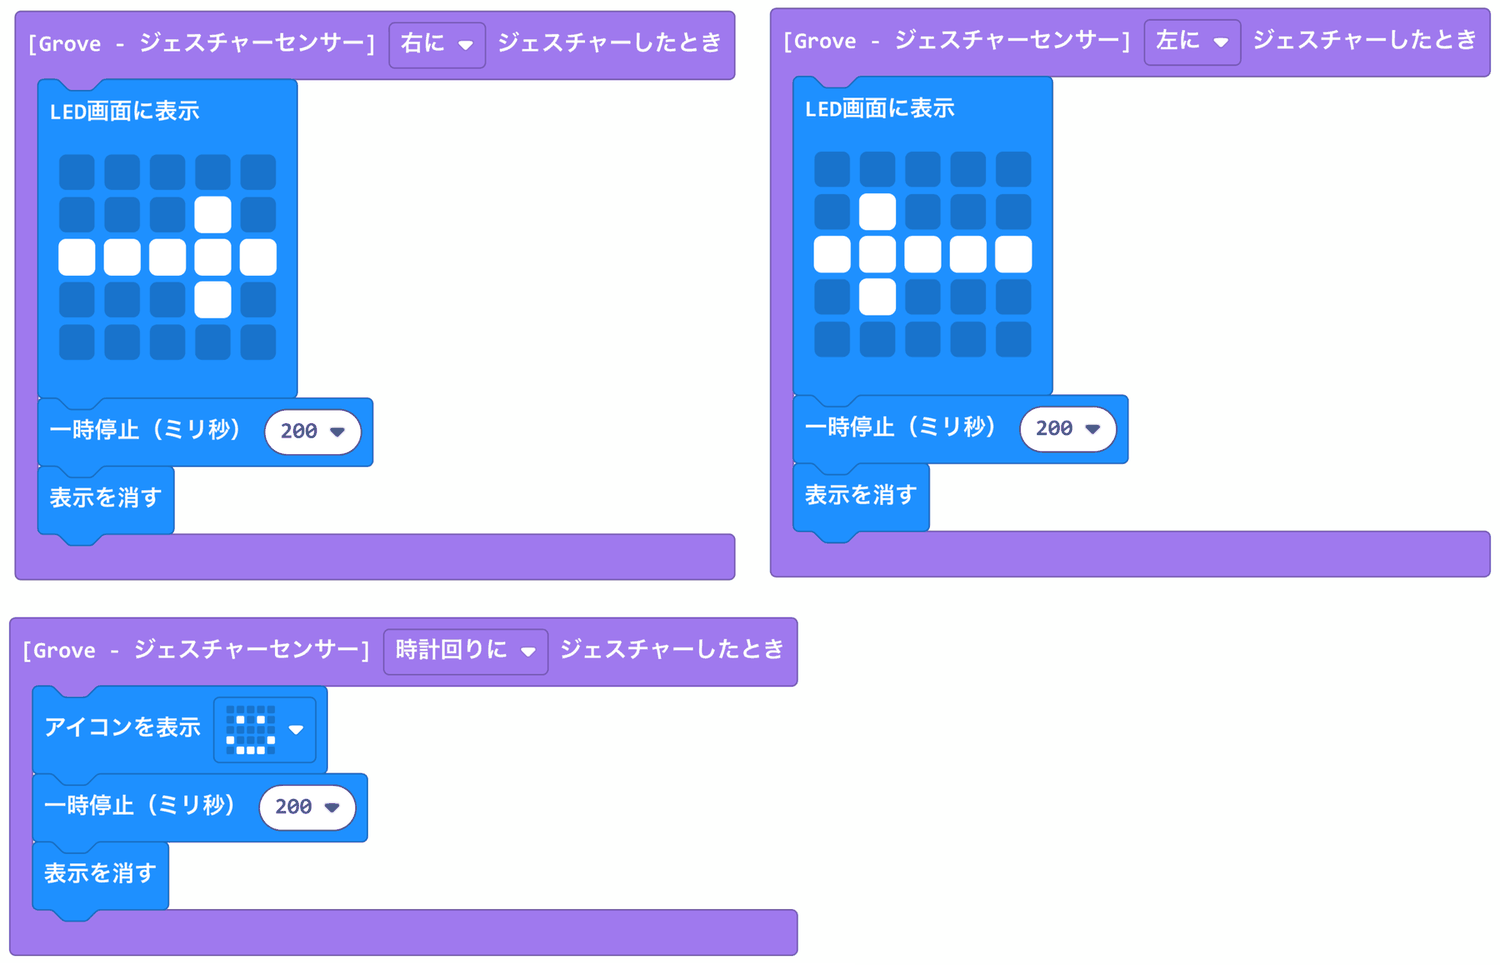 [Grove - ジェスチャーセンサー] 右に ジェスチャーしたとき
LED画面に表示
一時停止（ミリ秒） 200
表示を消す
[Grove - ジェスチャーセンサー] 左に ジェスチャーしたとき
LED画面に表示
一時停止（ミリ秒） 200
表示を消す
[Grove - ジェスチャーセンサー] 時計回りに ジェスチャーしたとき
アイコンを表示
一時停止（ミリ秒） 200
表示を消す